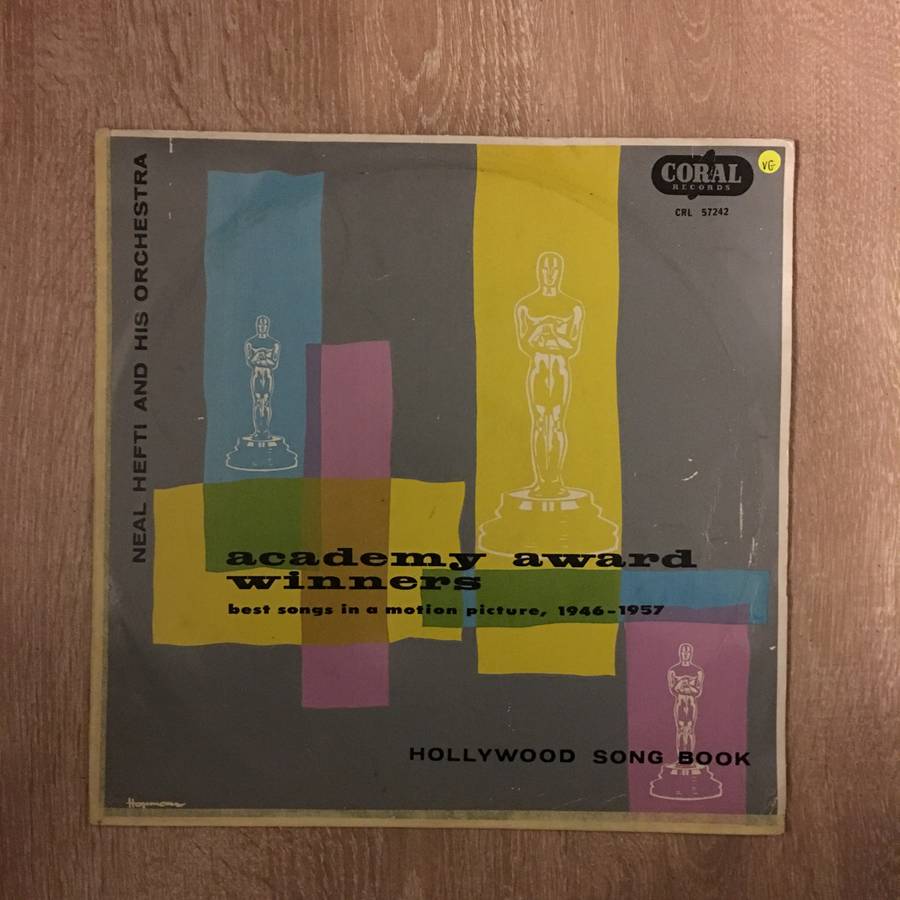 NEAL HEFTI AND HIS ORCHESTRA
CORAL
RECORDS
VG
CRL 57242
academy award
winners
best songs in a motion picture, 1946-1957
HOLLYWOOD SONG BOOK